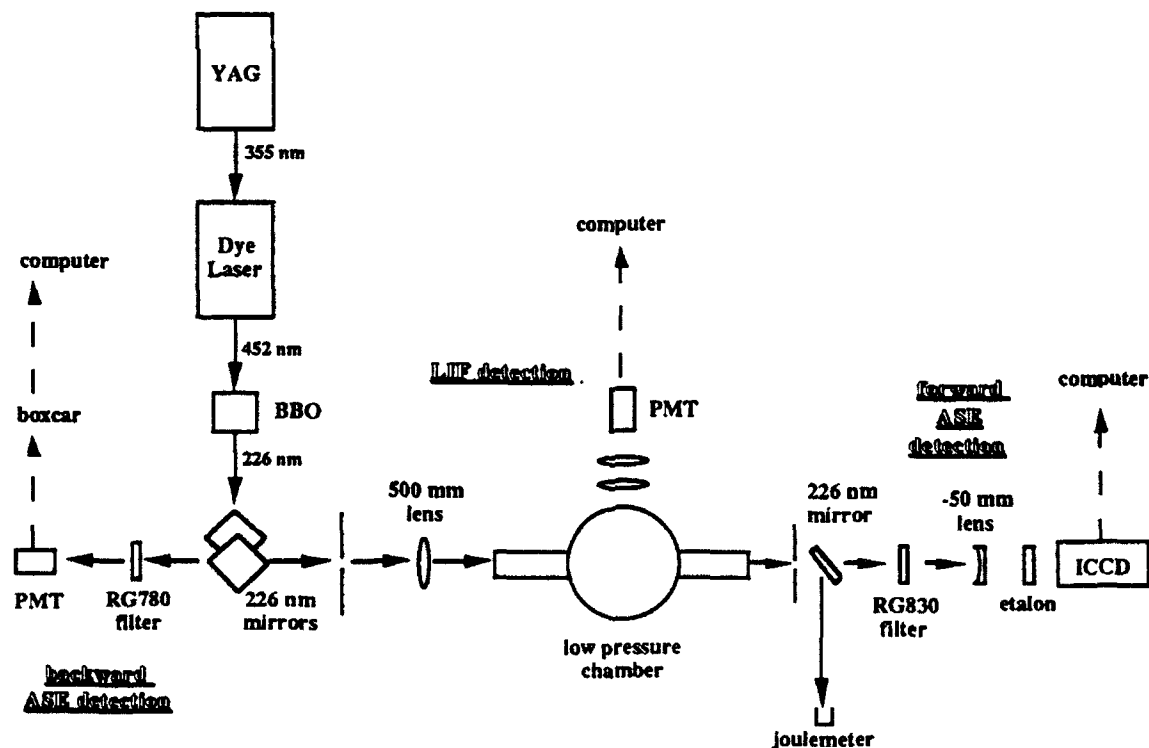 YAG
355 nm
Dye
Laser
452 nm
BBO
226 nm
computer
boxcar
PMT
RG780
filter
226 nm
mirrors
backward
ASE detection
500 mm
lens
LIF detection
computer
PMT
low pressure
chamber
226 nm
mirror
joulemeter
RG830
filter
forward
ASE
detection
-50 mm
lens
etalon
computer
ICCD